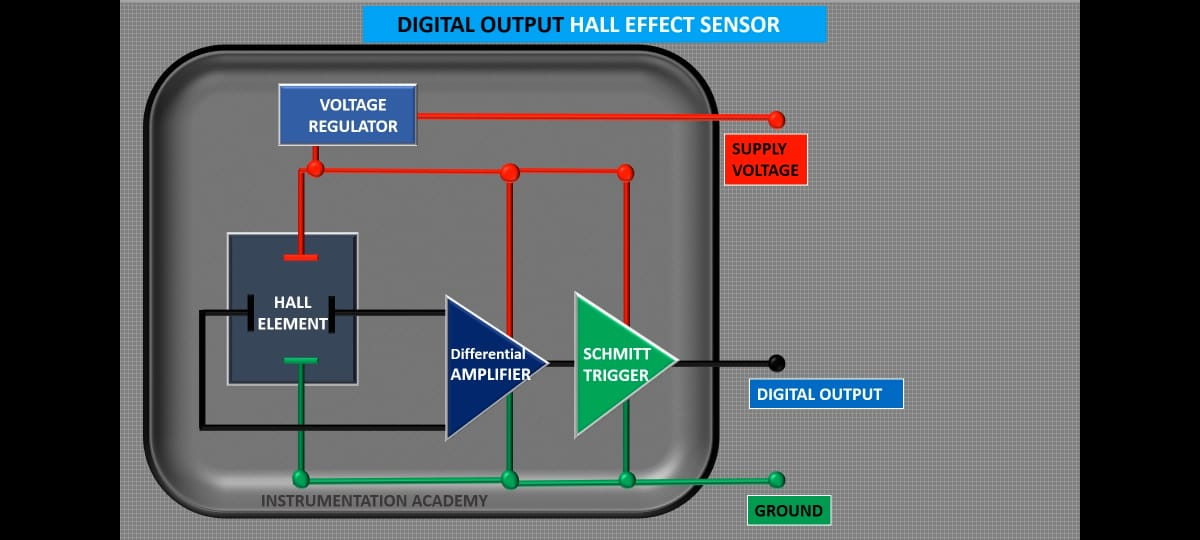 DIGITAL OUTPUT HALL EFFECT SENSOR
VOLTAGE
REGULATOR
SUPPLY
VOLTAGE
HALL
ELEMENT
Differential
AMPLIFIER
SCHMITT
TRIGGER
DIGITAL OUTPUT
INSTRUMENTATION ACADEMY
GROUND